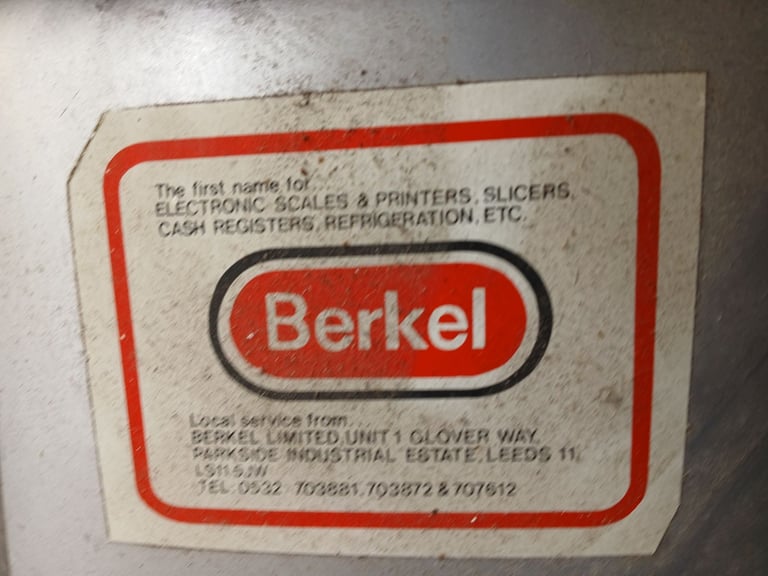 The first name for
ELECTRONIC SCALES & PRINTERS, SLICERS,
CASH REGISTERS, REFRIGERATION, ETC.
Berkel
Local service from
BERKEL LIMITED, UNIT 1 GLOVER WAY,
PARKSIDE INDUSTRIAL ESTATE, LEEDS 11,
TEL 0532 703881, 703872 & 707612